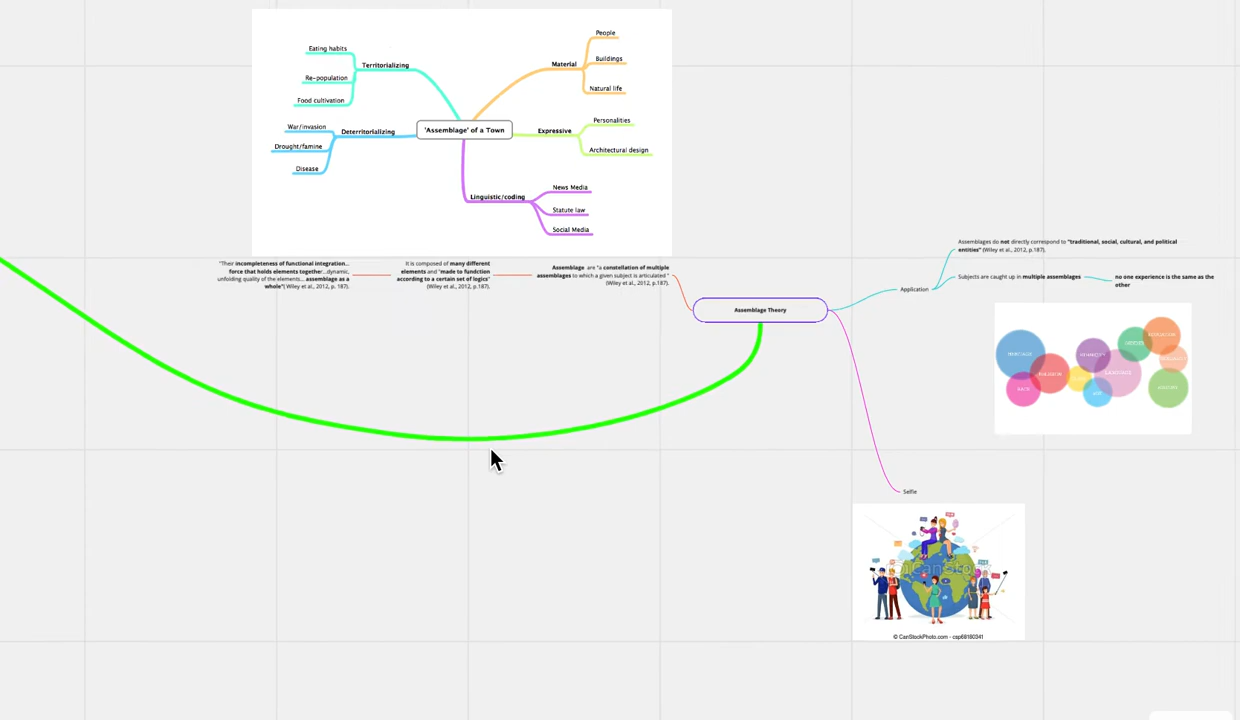 People
Eating habits
Material
Buildings
Territorializing
Re-population
Natural life
Food cultivation
Personalities
War/invasion
Deterritorializing
'Assemblage' of a Town
Expressive
Drought/famine
Architectural design
Disease
News Media
Linguistic/coding
Statute law
Social Media
"Their incompleteness of functional integration...
force that holds elements together...dynamic,
unfolding quality of the elements... assemblage as a
whole"( Wiley et al., 2012, p. 187).
It is composed of many different
elements and "made to function
according to a certain set of logics"
(Wiley et al., 2012, p.190).
Assemblage are "a constellation of multiple
assemblages to which a given subject is articulated "
(Wiley et al., 2012, p.187).
Assemblage Theory
Application
Assemblages do not directly correspond to "traditional, social, cultural, and political
entities" (Wiley et al., 2012, p.187).
Subjects are caught up in multiple assemblages
no one experience is the same as the
other
HERITAGE
RELIGION
RACE
ETHNICITY
LANGUAGE
AGE
GENDER
Selfie
© CanStockPhoto.com - csp68180341